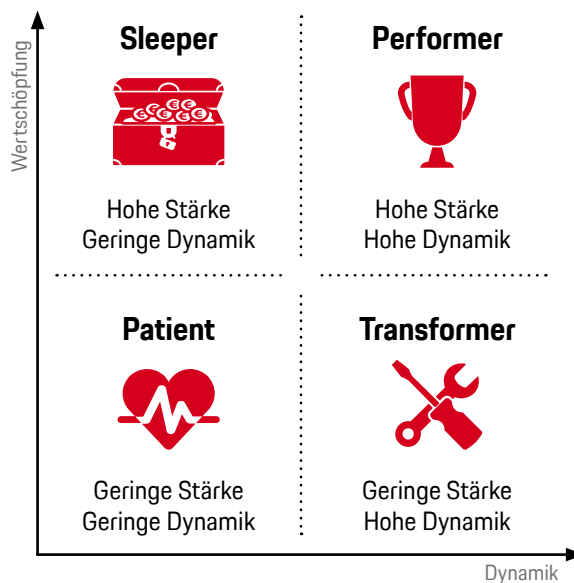 Wertschöpfung
Sleeper
Performer
Hohe Stärke
Geringe Dynamik
Hohe Stärke
Hohe Dynamik
Patient
Transformer
Geringe Stärke
Geringe Dynamik
Geringe Stärke
Hohe Dynamik
Dynamik